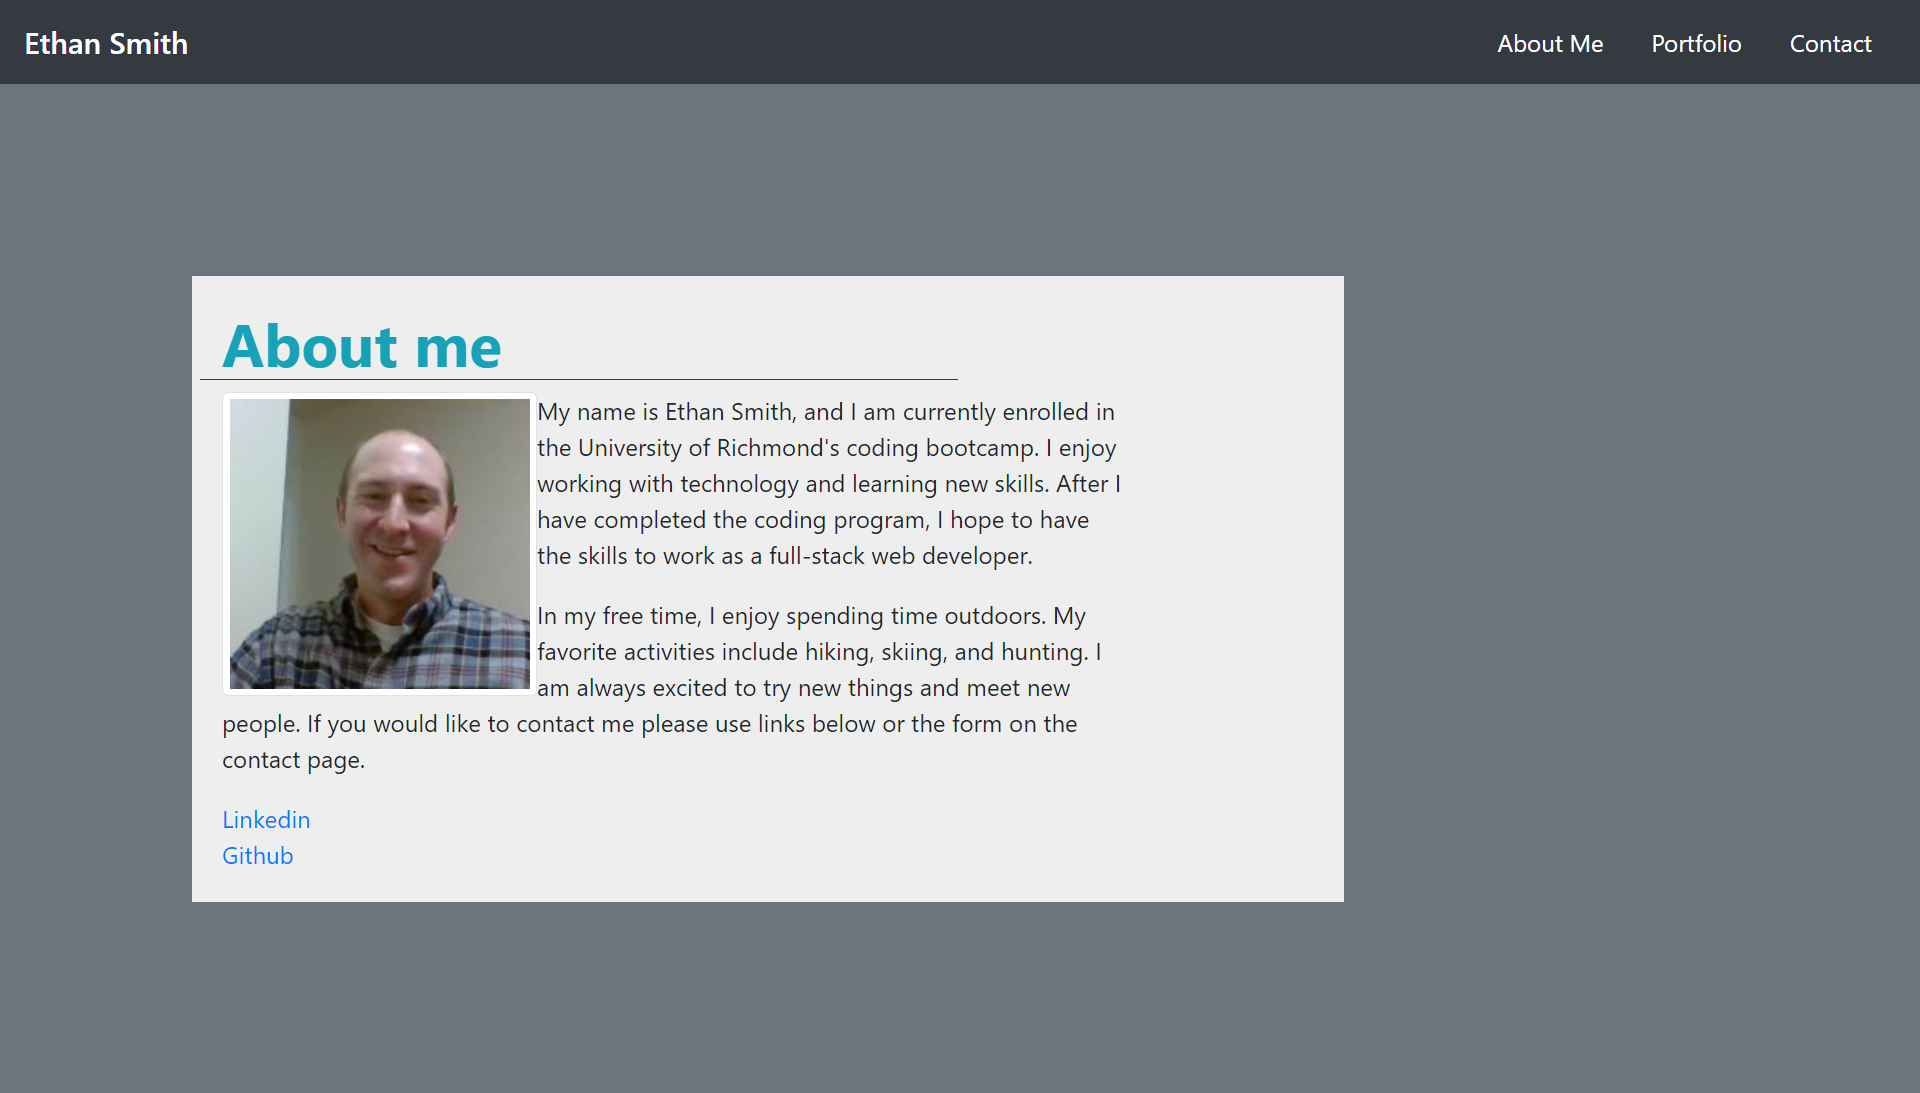 Ethan Smith
About Me
Portfolio
Contact
About me
My name is Ethan Smith, and I am currently enrolled in
the University of Richmond's coding bootcamp. I enjoy
working with technology and learning new skills. After I
have completed the coding program, I hope to have
the skills to work as a full-stack web developer.
In my free time, I enjoy spending time outdoors. My
favorite activities include hiking, skiing, and hunting. I
am always excited to try new things and meet new
people. If you would like to contact me please use links below or the form on the
contact page.
Linkedin
Github